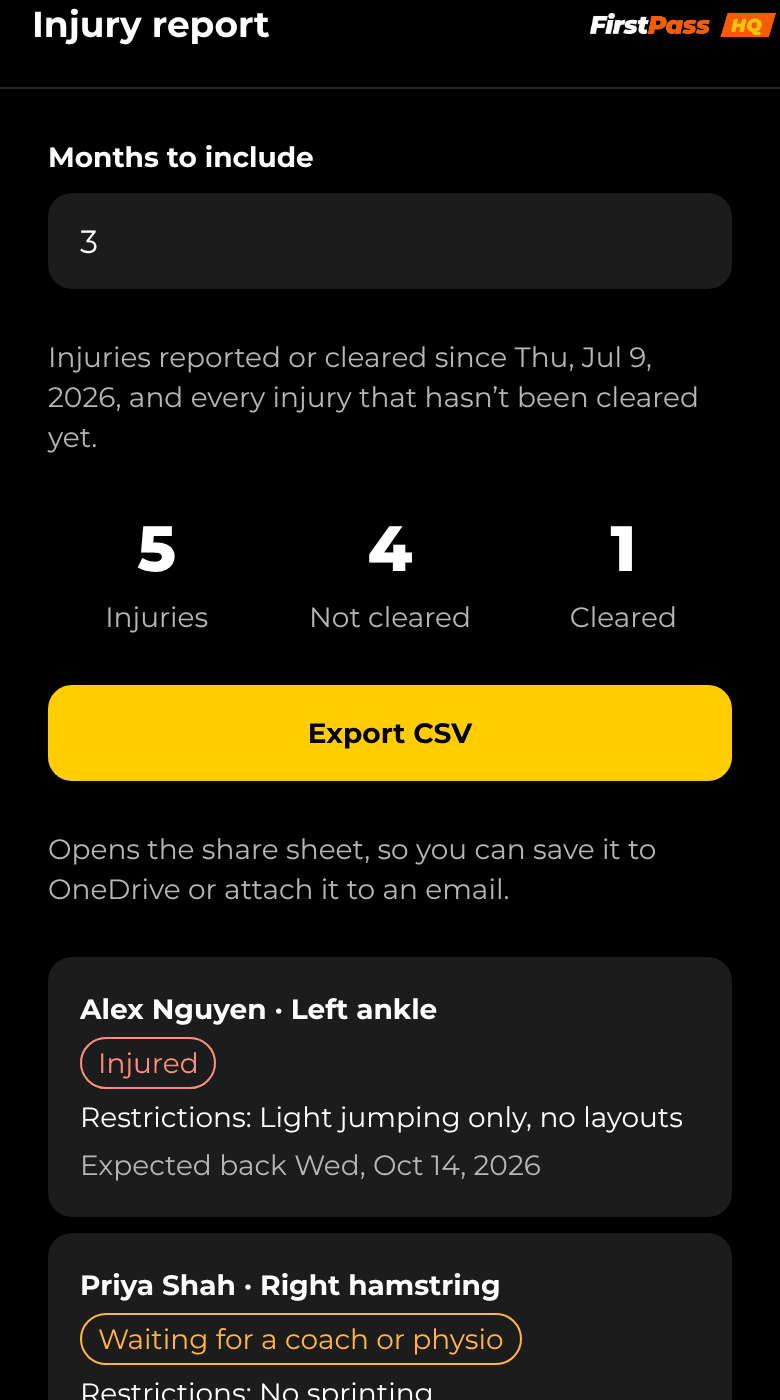 Injury report
FirstPass HQ
Months to include
3
Injuries reported or cleared since Thu, Jul 9,
2026, and every injury that hasn’t been cleared
yet.
5 4 1
Injuries Not cleared Cleared
Export CSV
Opens the share sheet, so you can save it to
OneDrive or attach it to an email.
Alex Nguyen · Left ankle
Injured
Restrictions: Light jumping only, no layouts
Expected back Wed, Oct 14, 2026
Priya Shah · Right hamstring
Waiting for a coach or physio
Restrictions: No sprinting